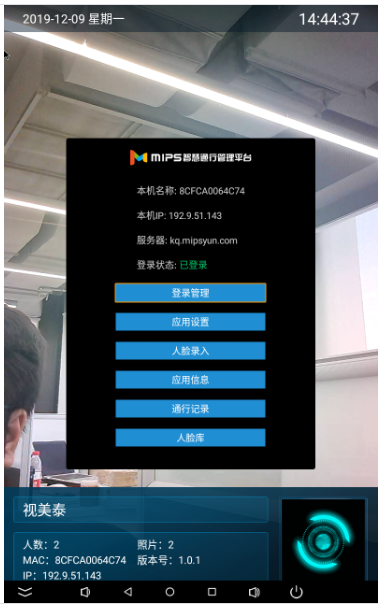 2019-12-09 星期一 14:44:37
MIPS智慧通行管理平台
本机名称: 8CFCA0064C74
本机IP: 192.9.51.143
服务器: kq.mipsyun.com
登录状态: 已登录
登录管理
应用设置
人脸录入
应用信息
通行记录
人脸库
视美泰
人数：2 照片：2
MAC：8CFCA0064C74 版本号：1.0.1
IP：192.9.51.143